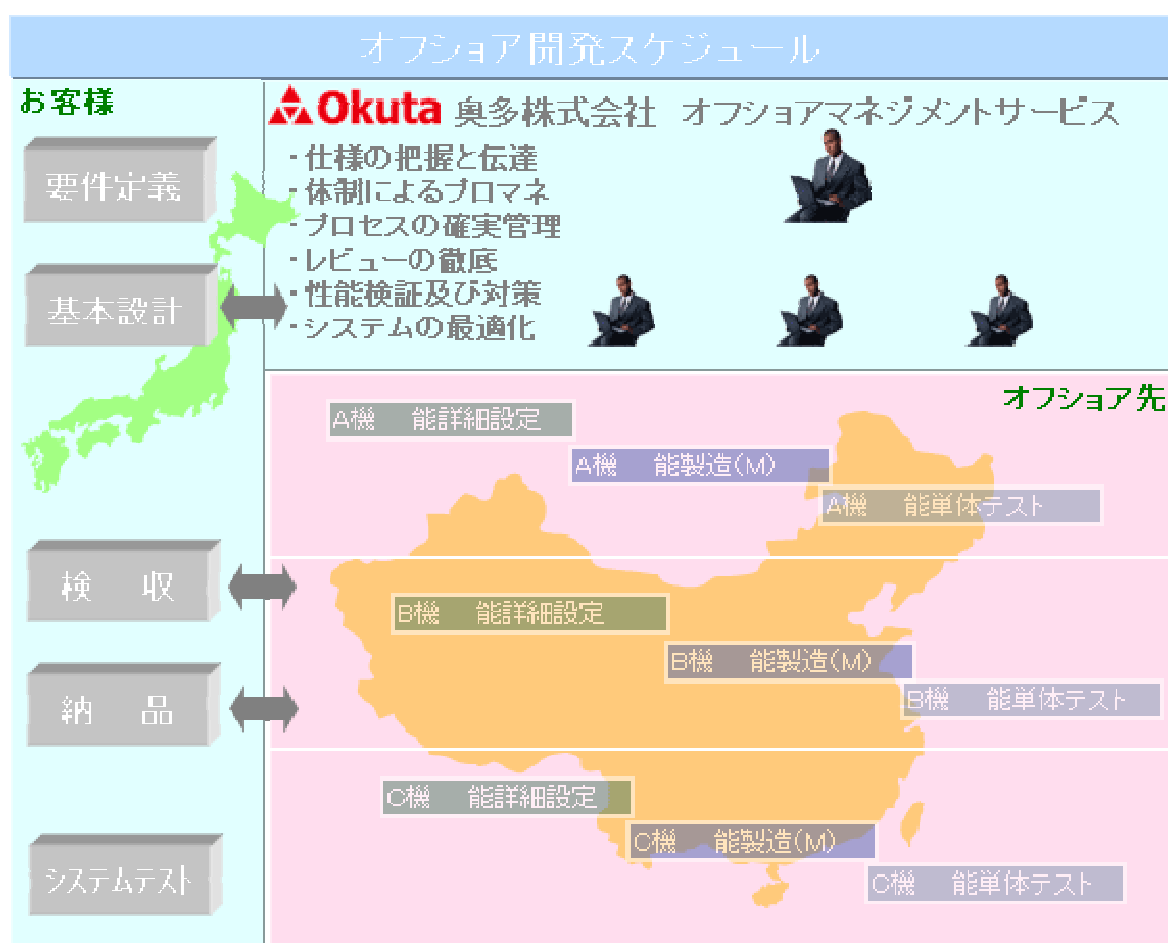 オフショア開発スケジュール
お客様
Okuta 奥多株式会社 オフショアマネジメントサービス
・仕様の把握と伝達
・体制によるプロマネ
・プロセスの確実管理
・レビューの徹底
・性能検証及び対策
・システムの最適化
要件定義
基本設計
検 収
納 品
システムテスト
オフショア先
A機 能詳細設定
A機 能製造(M)
A機 能単体テスト
B機 能詳細設定
B機 能製造(M)
B機 能単体テスト
C機 能詳細設定
C機 能製造(M)
C機 能単体テスト